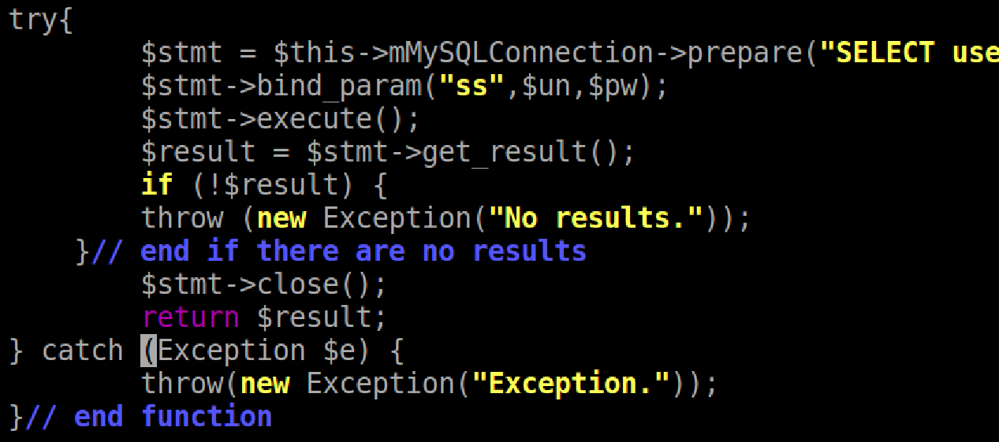 try{
$stmt = $this->mMySQLConnection->prepare("SELECT use
$stmt->bind_param("ss",$un,$pw);
$stmt->execute();
$result = $stmt->get_result();
if (!$result) {
throw (new Exception("No results."));
}// end if there are no results
$stmt->close();
return $result;
} catch (Exception $e) {
throw(new Exception("Exception."));
}// end function